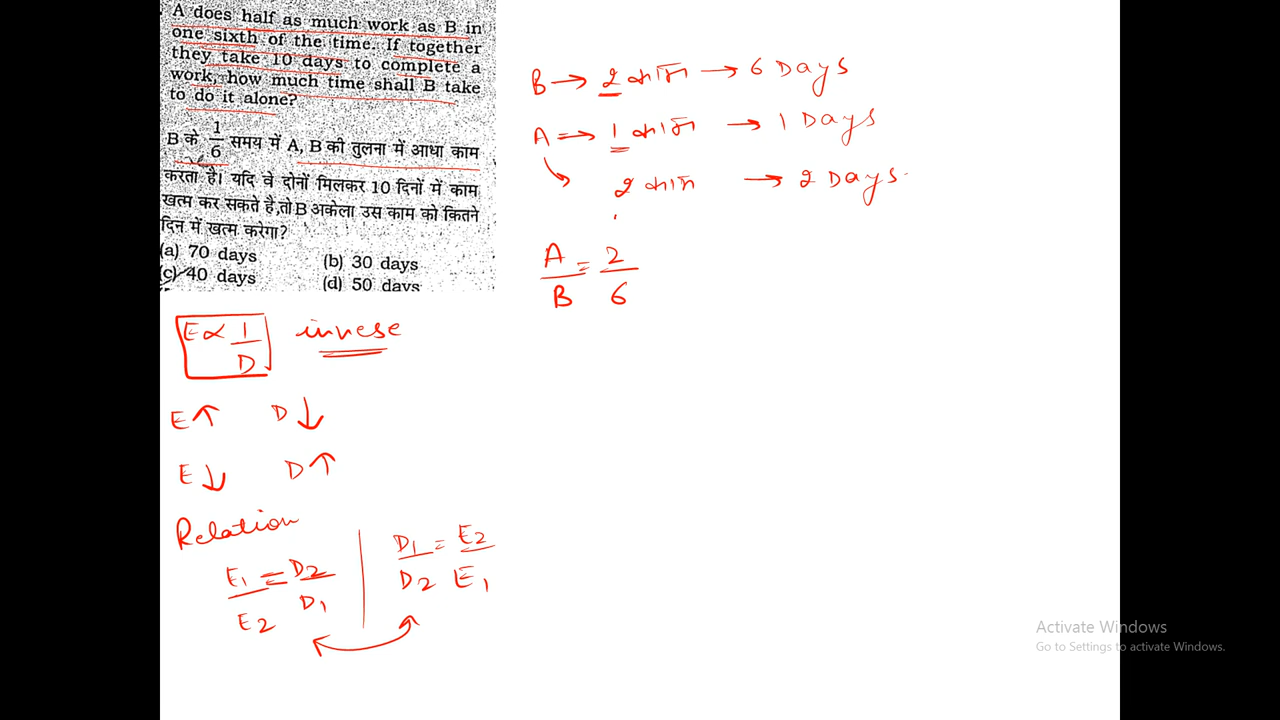 A does half as much work as B in
one sixth of the time. If together
they take 10 days to complete a
work, how much time shall B take
to do it alone?
B के 1/6 समय में A, B की तुलना में आधा काम
करता है। यदि वे दोनों मिलकर 10 दिनों में काम
खत्म कर सकते है, तो B अकेला उस काम को कितने
दिन में खत्म करेगा?
(a) 70 days (b) 30 days
(c) 40 days (d) 50 days
B → 2 काम → 6 Days
A → 1 काम → 1 Days
2 काम → 2 Days
A/B = 2/6
E ∝ 1/D invese
E↑ D↓
E↓ D↑
Relation
E1/E2 = D2/D1 | D1/D2 = E2/E1
Activate Windows
Go to Settings to activate Windows.